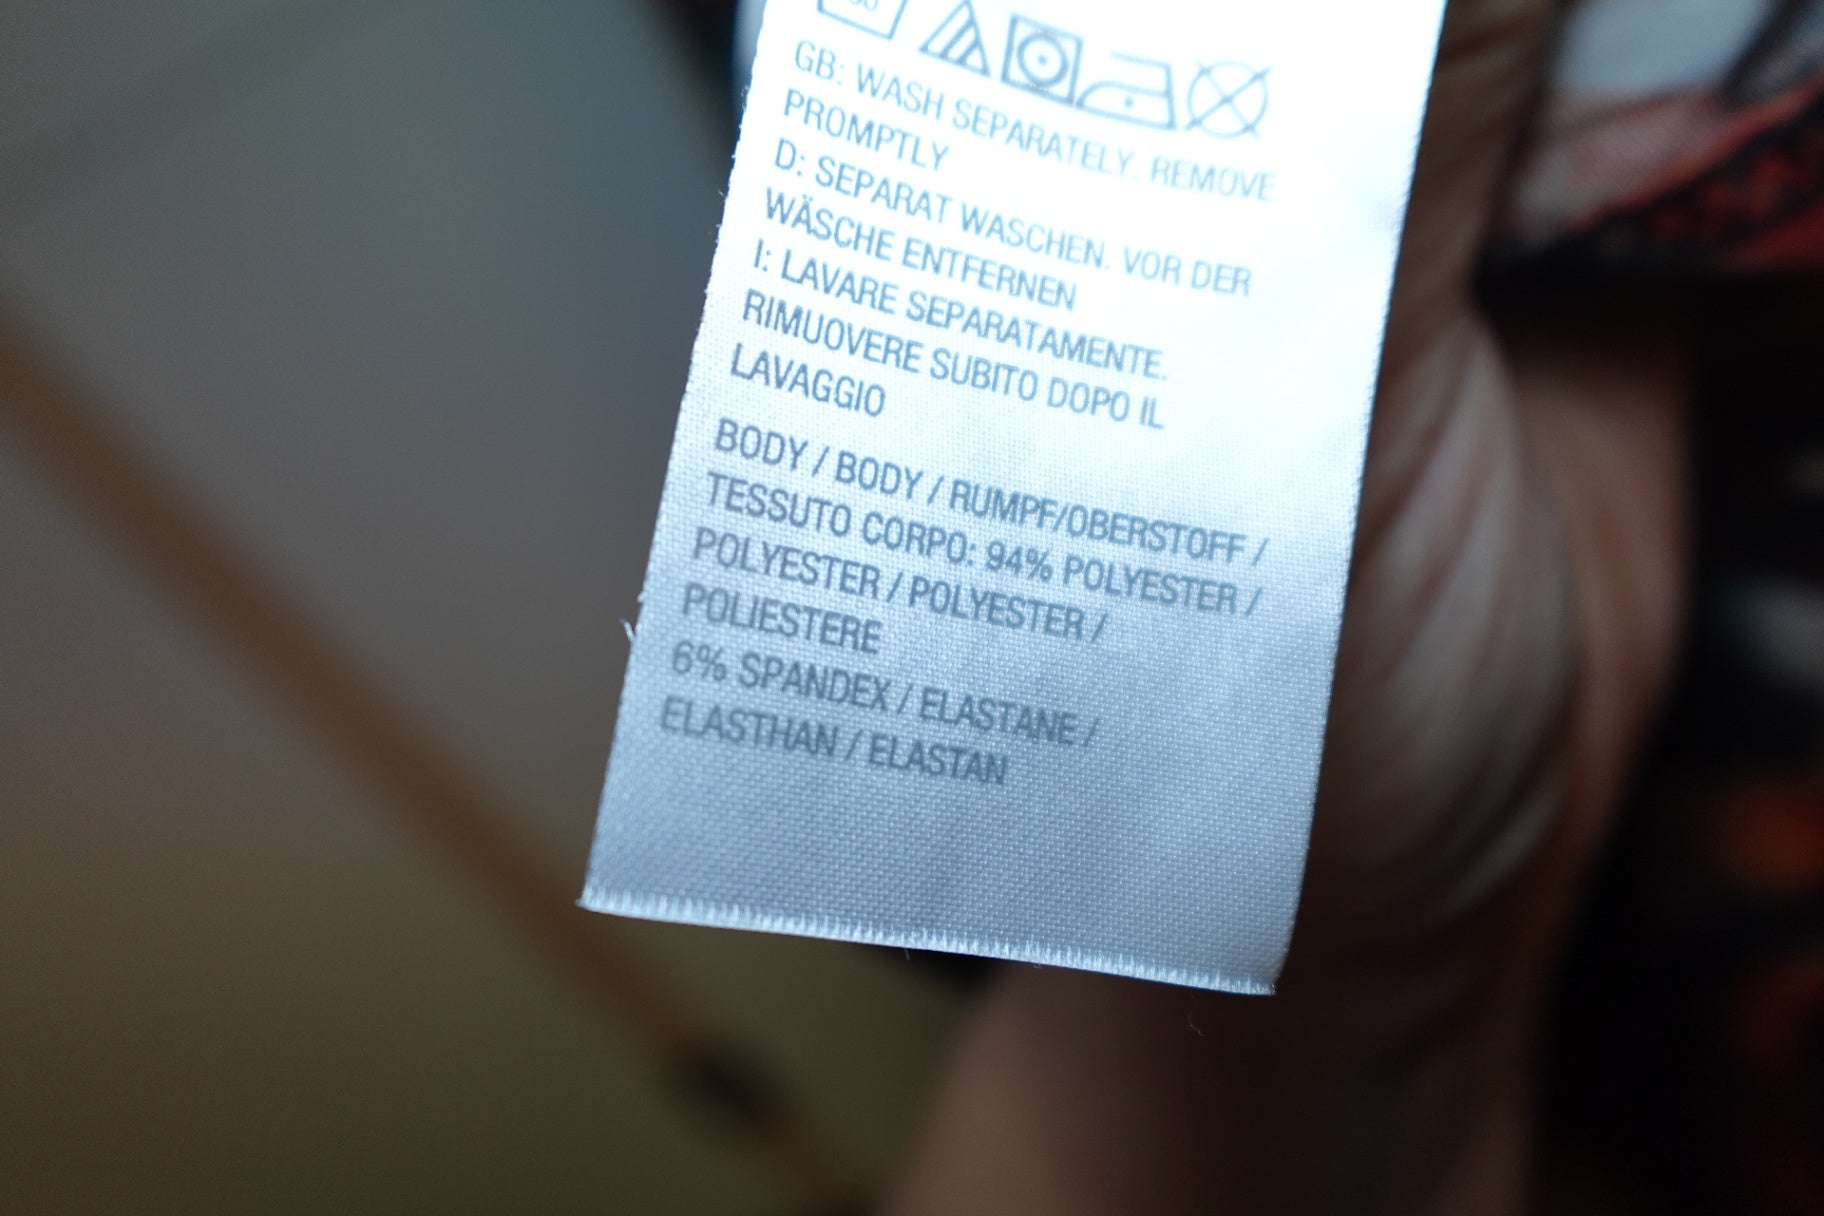 GB: WASH SEPARATELY. REMOVE
PROMPTLY
D: SEPARAT WASCHEN. VOR DER
WÄSCHE ENTFERNEN
I: LAVARE SEPARATAMENTE.
RIMUOVERE SUBITO DOPO IL
LAVAGGIO
BODY / BODY / RUMPF/OBERSTOFF /
TESSUTO CORPO: 94% POLYESTER /
POLYESTER / POLYESTER /
POLIESTERE
6% SPANDEX / ELASTANE /
ELASTHAN / ELASTAN